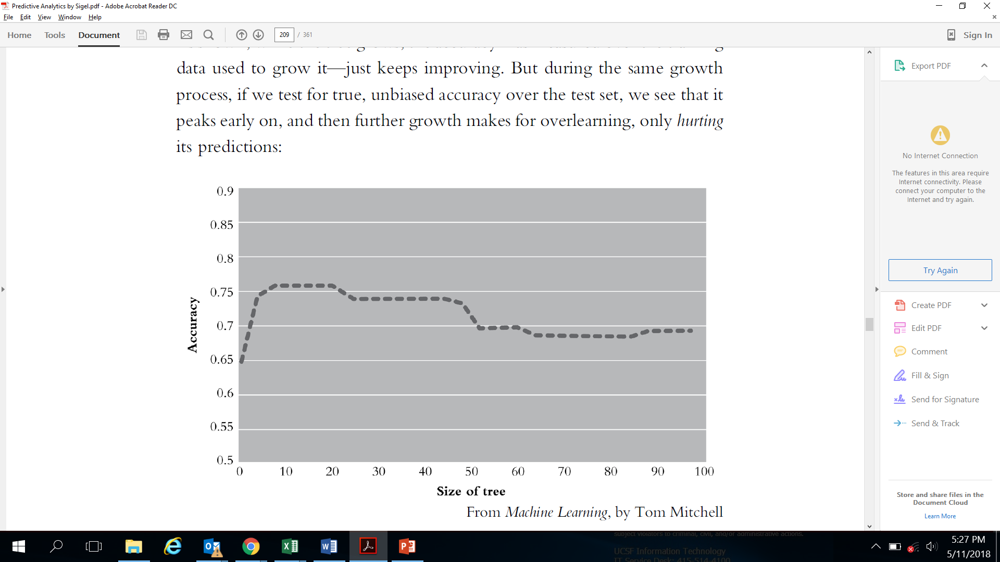 Predictive Analytics by Sigel.pdf - Adobe Acrobat Reader DC
File Edit View Window Help
Home Tools Document 209 / 361 Sign In
data used to grow it—just keeps improving. But during the same growth
process, if we test for true, unbiased accuracy over the test set, we see that it
peaks early on, and then further growth makes for overlearning, only hurting
its predictions:
0.9
0.85
0.8
0.75
0.7
0.65
0.6
0.55
0.5
Accuracy
0 10 20 30 40 50 60 70 80 90 100
Size of tree
From Machine Learning, by Tom Mitchell
Export PDF
No Internet Connection
The features in this area require
Internet connectivity. Please
connect your computer to the
Internet and try again.
Try Again
Create PDF
Edit PDF
Comment
Fill & Sign
Send for Signature
Send & Track
Store and share files in the
Document Cloud
Learn More
subject violators to criminal, civil, and/or administrative actions.
UCSF Information Technology
IT Service Desk: 415-514-4100
5:27 PM
5/11/2018